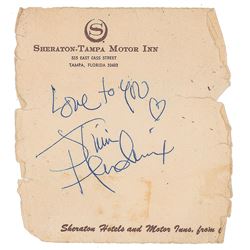 S
SHERATON-TAMPA MOTOR INN
515 EAST CASS STREET
TAMPA, FLORIDA 33602
Love to you
Jimi
Hendrix
Sheraton Hotels and Motor Inns, from